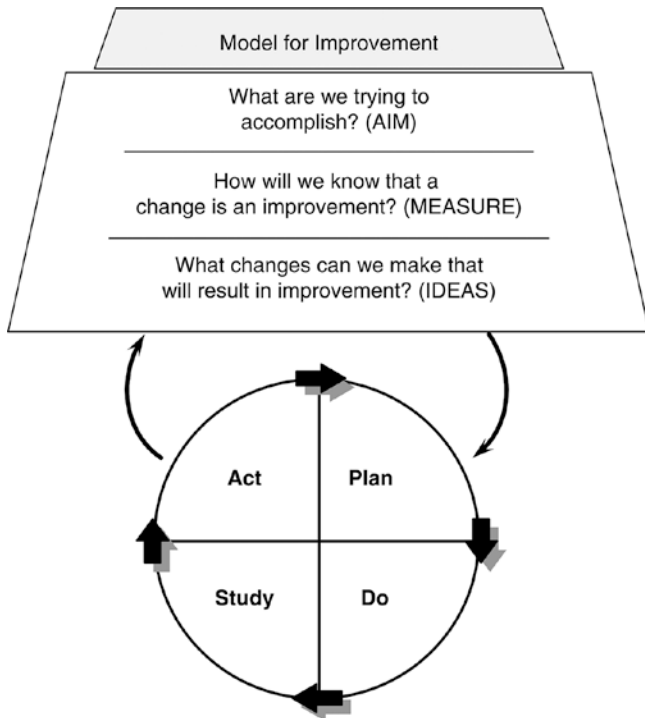 Model for Improvement
What are we trying to
accomplish? (AIM)
How will we know that a
change is an improvement? (MEASURE)
What changes can we make that
will result in improvement? (IDEAS)
Act
Plan
Study
Do